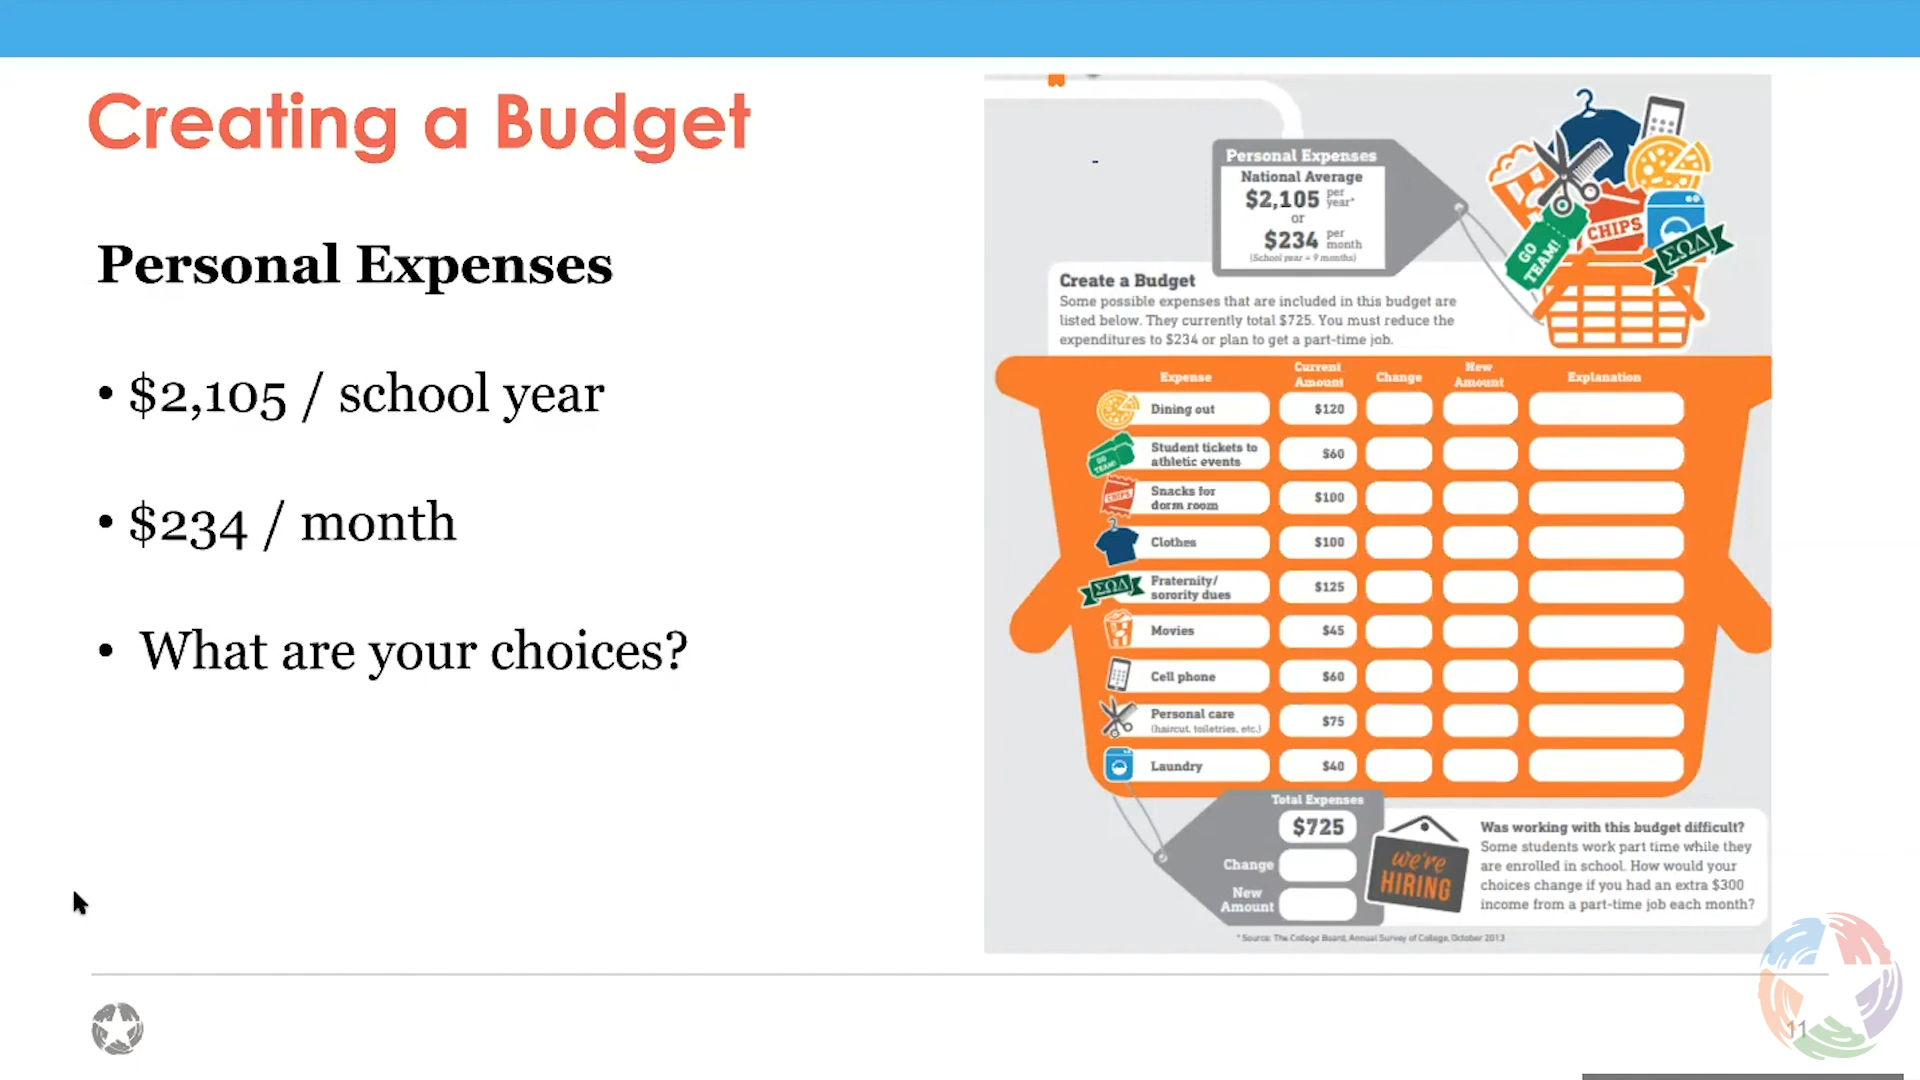 Creating a Budget
Personal Expenses
• $2,105 / school year
• $234 / month
• What are your choices?
Personal Expenses
National Average
$2,105 per year*
or
$234 per month
(School year = 9 months)
CHIPS
GO TEAM!
ΣΩΔ
Create a Budget
Some possible expenses that are included in this budget are
listed below. They currently total $725. You must reduce the
expenditures to $234 or plan to get a part-time job.
Expense Current Amount Change New Amount Explanation
Dining out $120
GO TEAM!
Student tickets to athletic events $60
CHIPS
Snacks for dorm room $100
Clothes $100
ΣΩΔ
Fraternity/ sorority dues $125
Movies $45
Cell phone $60
Personal care (haircut, toiletries, etc.) $75
Laundry $40
Total Expenses
$725
Change
New Amount
we're
HIRING
Was working with this budget difficult?
Some students work part time while they
are enrolled in school. How would your
choices change if you had an extra $300
income from a part-time job each month?
* Source: The College Board, Annual Survey of College, October 2013
11